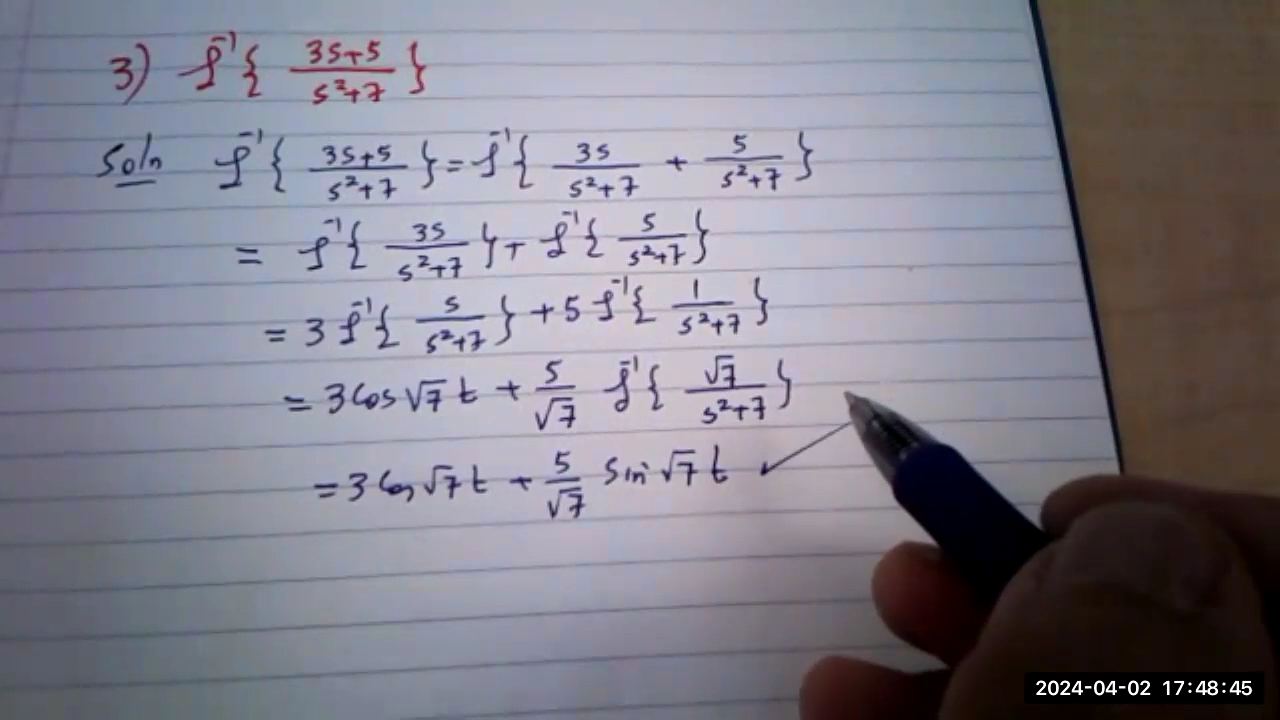 3) ℒ⁻¹{ (3s+5)/(s²+7) }
Soln ℒ⁻¹{ (3s+5)/(s²+7) } = ℒ⁻¹{ 3s/(s²+7) + 5/(s²+7) }
= ℒ⁻¹{ 3s/(s²+7) } + ℒ⁻¹{ 5/(s²+7) }
= 3 ℒ⁻¹{ s/(s²+7) } + 5 ℒ⁻¹{ 1/(s²+7) }
= 3 Cos √7 t + 5/√7 ℒ⁻¹{ √7/(s²+7) }
= 3 Cos √7 t + 5/√7 Sin √7 t
2024-04-02 17:48:45